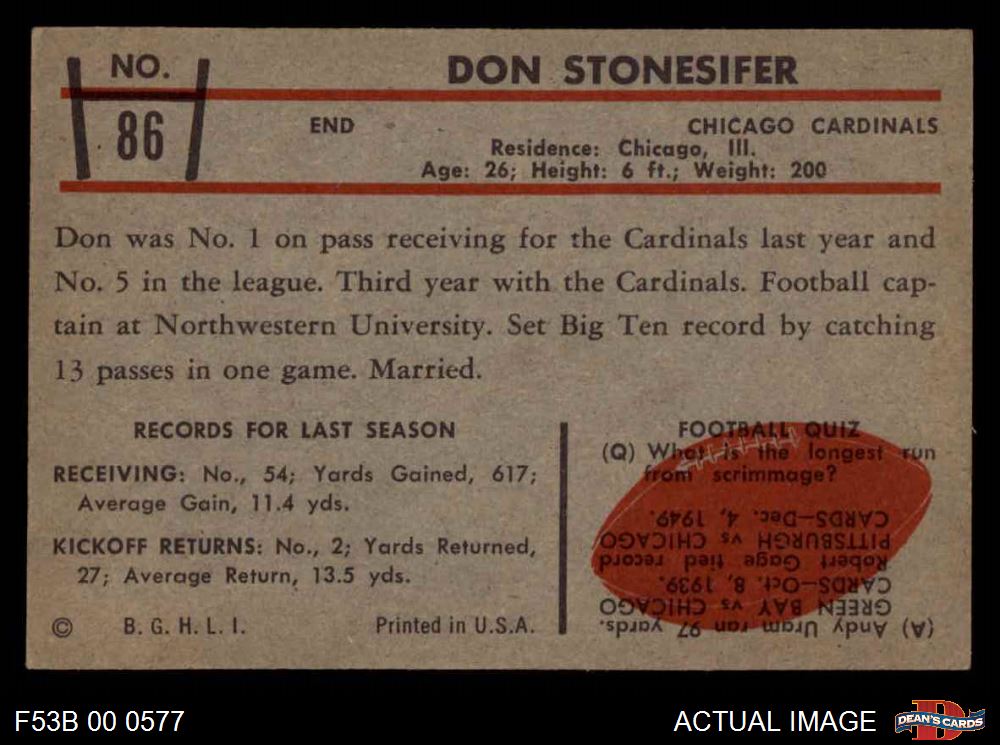 NO.
86
DON STONESIFER
END
CHICAGO CARDINALS
Residence: Chicago, Ill.
Age: 26; Height: 6 ft.; Weight: 200
Don was No. 1 on pass receiving for the Cardinals last year and
No. 5 in the league. Third year with the Cardinals. Football cap-
tain at Northwestern University. Set Big Ten record by catching
13 passes in one game. Married.
RECORDS FOR LAST SEASON
RECEIVING: No., 54; Yards Gained, 617;
Average Gain, 11.4 yds.
KICKOFF RETURNS: No., 2; Yards Returned,
27; Average Return, 13.5 yds.
© B. G. H. L. I.
Printed in U.S.A.
FOOTBALL QUIZ
(Q) What is the longest run
from scrimmage?
(A) Andy Uram ran 97 yards.
GREEN BAY vs CHICAGO
CARDS—Oct. 8, 1939.
Robert Gage tied record
PITTSBURGH vs CHICAGO
CARDS—Dec. 4, 1949.
F53B 00 0577
ACTUAL IMAGE
DEAN'S CARDS